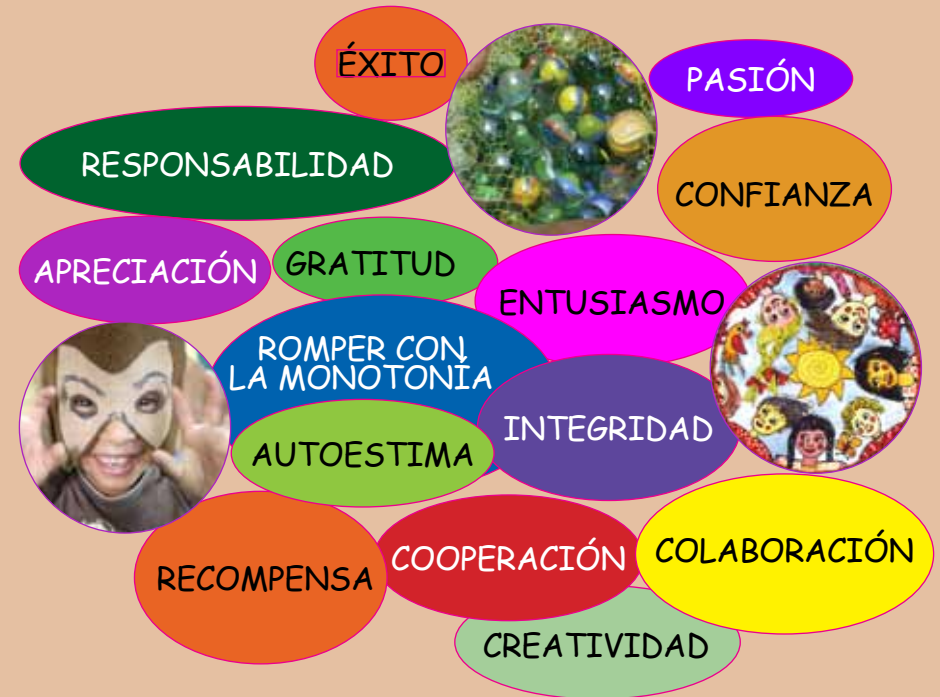 ÉXITO
PASIÓN
RESPONSABILIDAD
CONFIANZA
APRECIACIÓN
GRATITUD
ENTUSIASMO
ROMPER CON
LA MONOTONÍA
INTEGRIDAD
AUTOESTIMA
RECOMPENSA
COOPERACIÓN
COLABORACIÓN
CREATIVIDAD